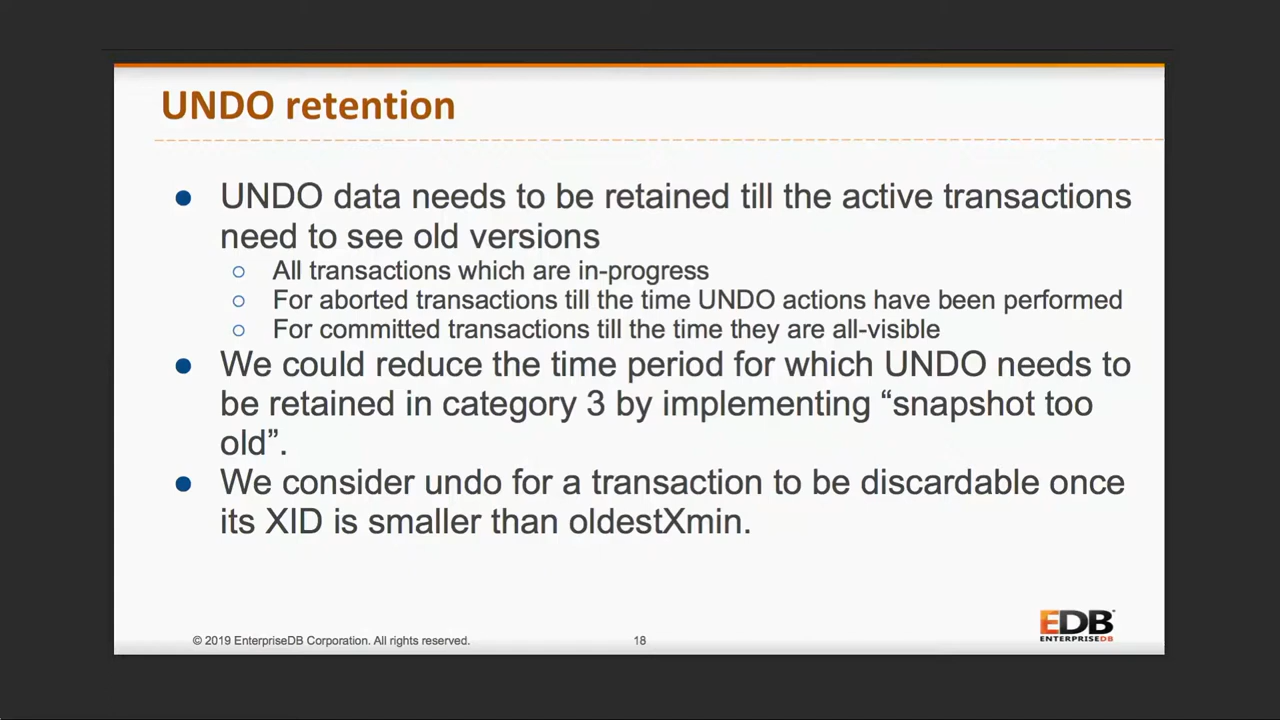 UNDO retention
● UNDO data needs to be retained till the active transactions
need to see old versions
○ All transactions which are in-progress
○ For aborted transactions till the time UNDO actions have been performed
○ For committed transactions till the time they are all-visible
● We could reduce the time period for which UNDO needs to
be retained in category 3 by implementing “snapshot too
old”.
● We consider undo for a transaction to be discardable once
its XID is smaller than oldestXmin.
© 2019 EnterpriseDB Corporation. All rights reserved.
18
EDB
ENTERPRISEDB